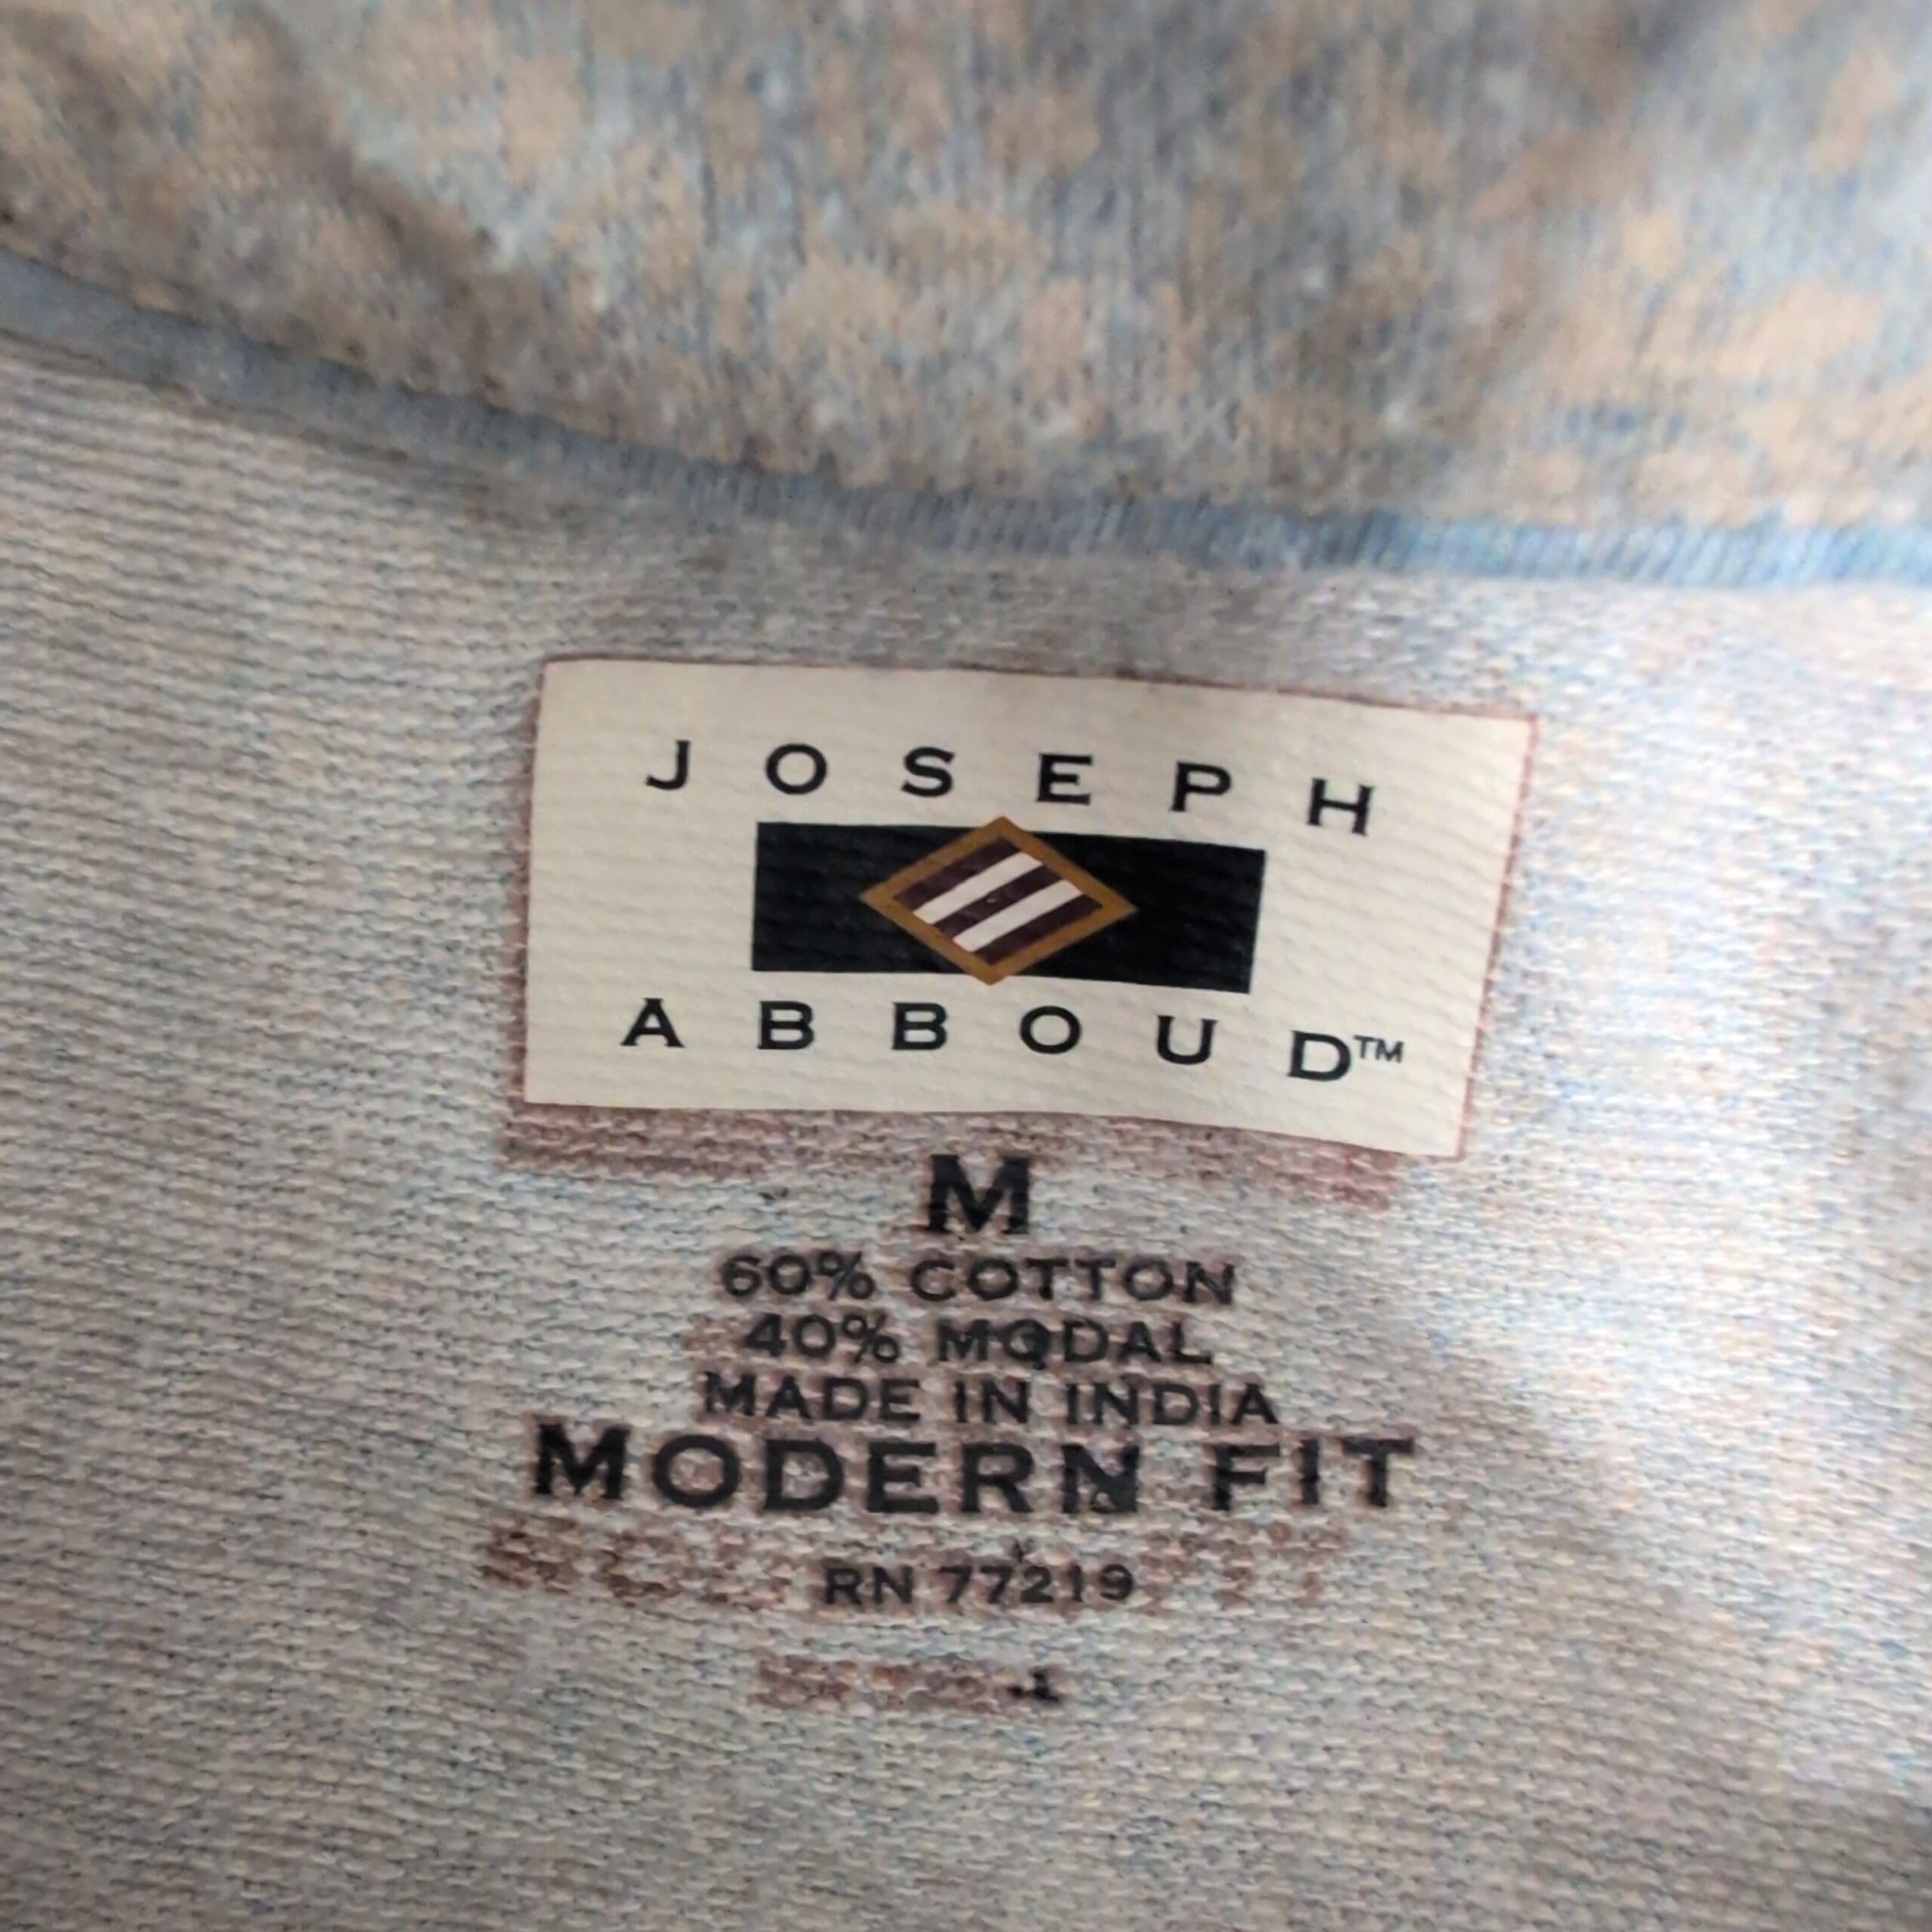 JOSEPH
ABBOUD™
M
60% COTTON
40% MODAL
MADE IN INDIA
MODERN FIT
RN 77219